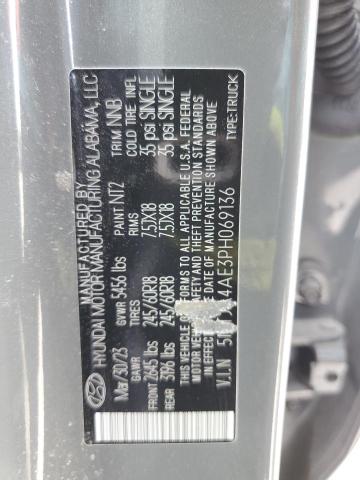 MANUFACTURED BY
HYUNDAI MOTOR MANUFACTURING ALABAMA, LLC
Mar/30/23 GVWR 5456 lbs PAINT NT2 TRIM NNB
GAWR TIRES RIMS COLD TIRE INFL
FRONT 2645 lbs 245/60R18 7.5JX18 35 psi SINGLE
REAR 3196 lbs 245/60R18 7.5JX18 35 psi SINGLE
THIS VEHICLE CONFORMS TO ALL APPLICABLE U.S.A. FEDERAL
MOTOR VEHICLE SAFETY AND THEFT PREVENTION STANDARDS
IN EFFECT ON THE DATE OF MANUFACTURE SHOWN ABOVE
V.I.N 4AE3PH069136 TYPE:TRUCK